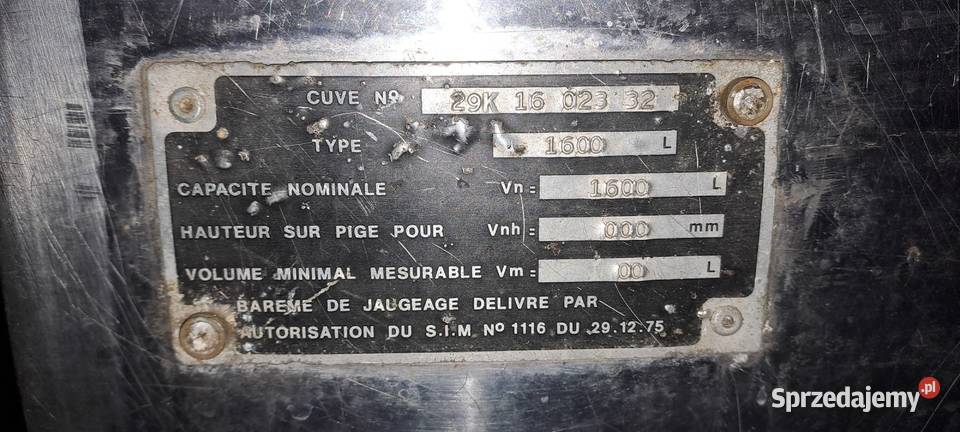 CUVE Nº 29K 16 023 32
TYPE 1600 L
CAPACITE NOMINALE Vn= 1600 L
HAUTEUR SUR PIGE POUR Vnh= 000 mm
VOLUME MINIMAL MESURABLE Vm= 00 L
BAREME DE JAUGEAGE DELIVRE PAR
AUTORISATION DU S.I.M Nº 1116 DU 29.12.75
Sprzedajemy.pl